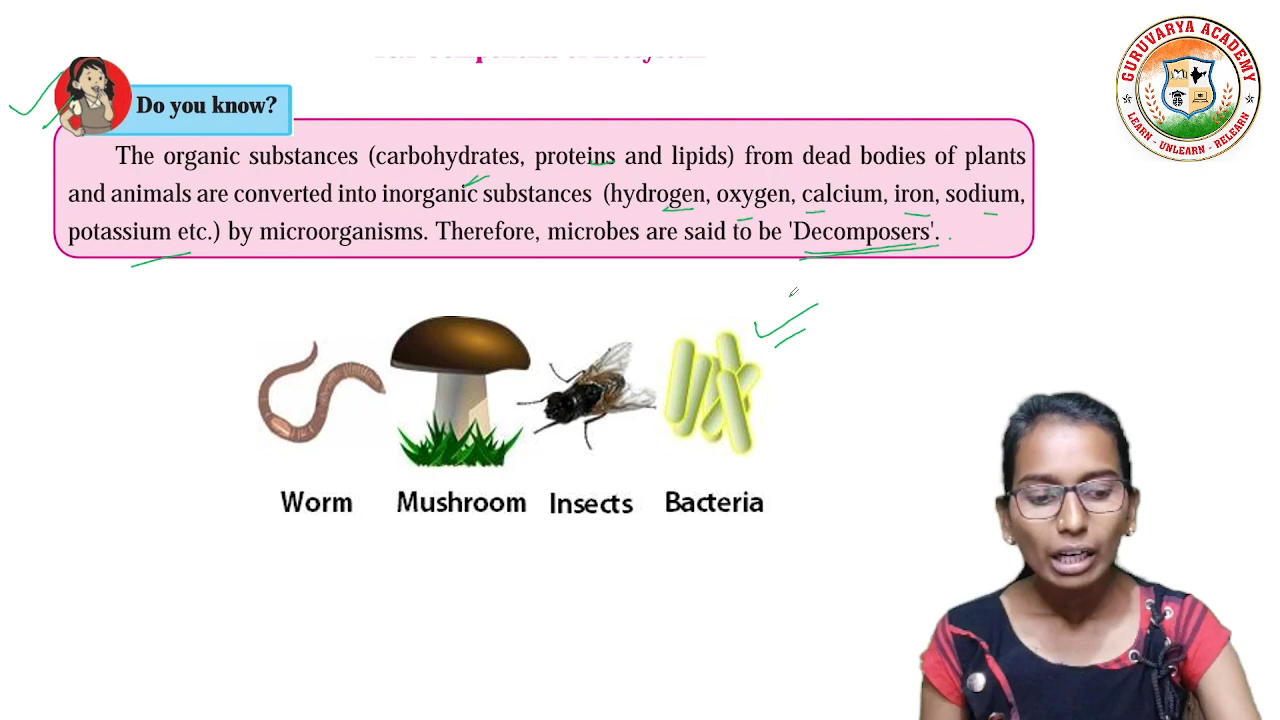 Do you know?
The organic substances (carbohydrates, proteins and lipids) from dead bodies of plants
and animals are converted into inorganic substances (hydrogen, oxygen, calcium, iron, sodium,
potassium etc.) by microorganisms. Therefore, microbes are said to be 'Decomposers'.
Worm Mushroom Insects Bacteria
GURUVARYA ACADEMY
LEARN - UNLEARN - RELEARN